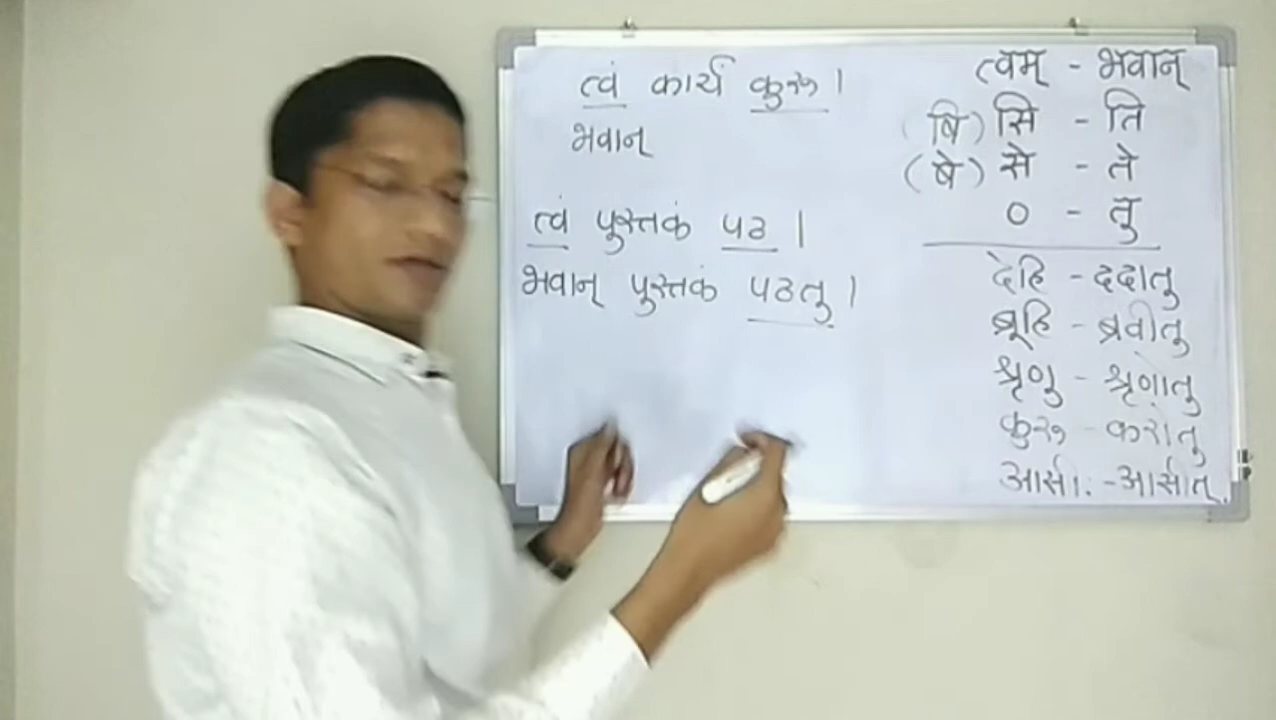 त्वं कार्यं कुरु।
भवान्
त्वं पुस्तकं पठ।
भवान् पुस्तकं पठतु।
त्वम् - भवान्
(षि) सि - ति
(षे) से - ते
० - तु
देहि - ददातु
ब्रूहि - ब्रवीतु
श्रृणु - श्रृणोतु
कुरु - करोतु
आसीः - आसीत्